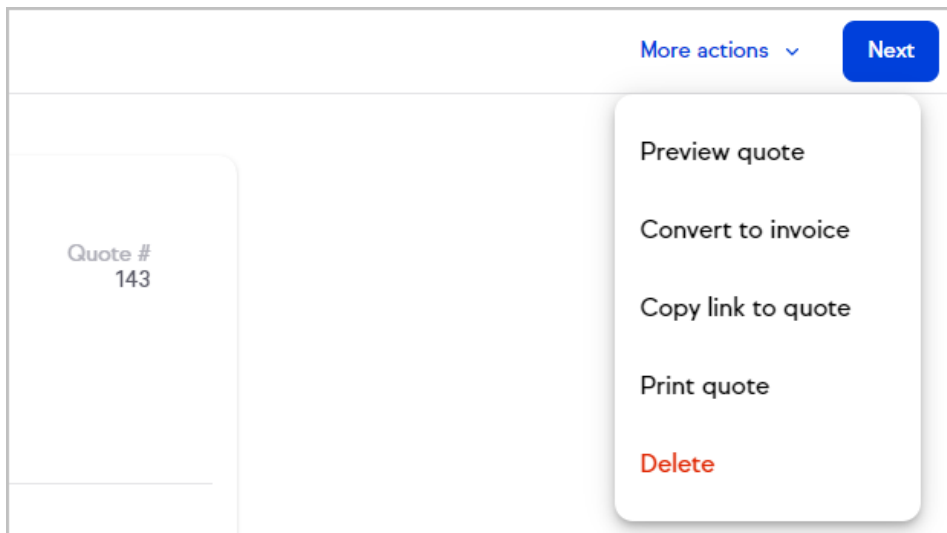 More actions
Next
Quote #
143
Preview quote
Convert to invoice
Copy link to quote
Print quote
Delete